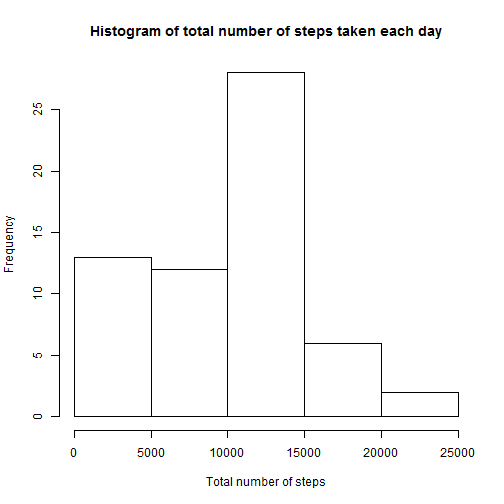 Histogram of total number of steps taken each day
Frequency
25
20
15
10
5
0
0 5000 10000 15000 20000 25000
Total number of steps